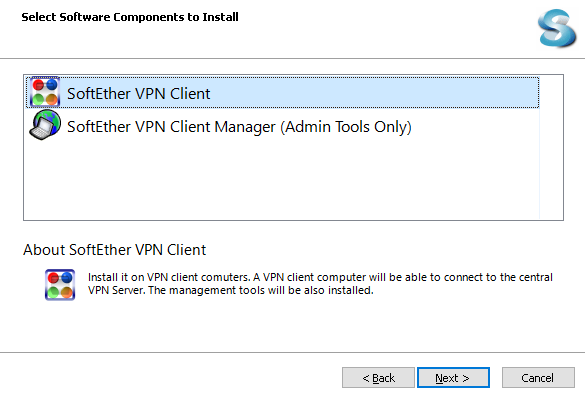 Select Software Components to Install
SoftEther VPN Client
SoftEther VPN Client Manager (Admin Tools Only)
About SoftEther VPN Client
Install it on VPN client comuters. A VPN client computer will be able to connect to the central
VPN Server. The management tools will be also installed.
< Back
Next >
Cancel